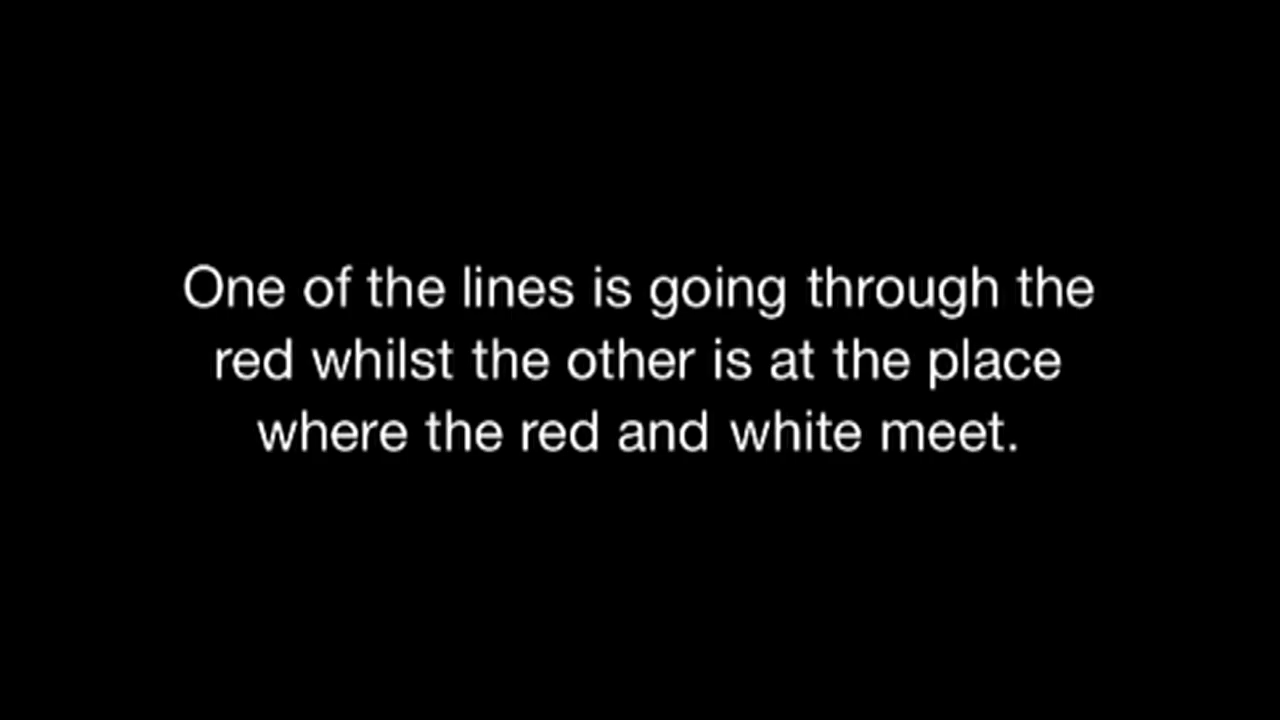 One of the lines is going through the
red whilst the other is at the place
where the red and white meet.